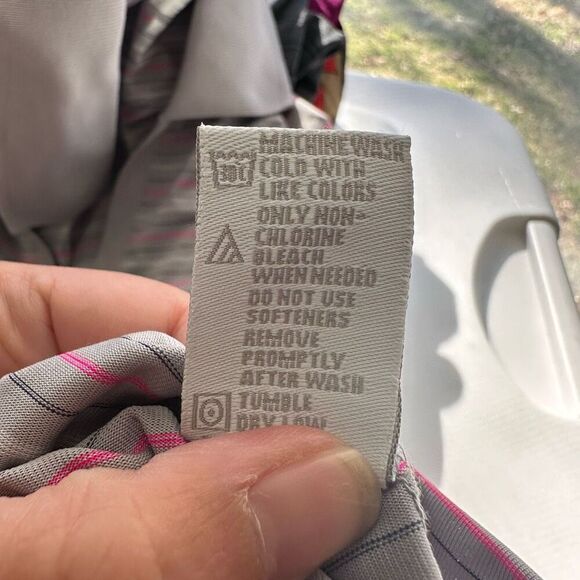 MACHINE WASH
30C COLD WITH
LIKE COLORS
ONLY NON-
CHLORINE
BLEACH
WHEN NEEDED
DO NOT USE
SOFTENERS
REMOVE
PROMPTLY
AFTER WASH
TUMBLE
DRY LOW